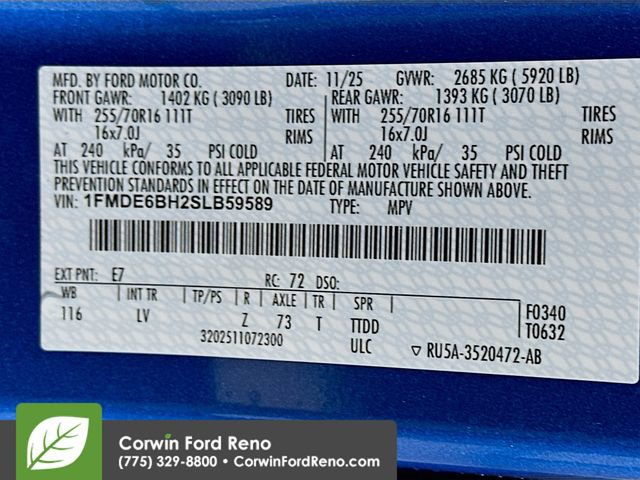 MFD. BY FORD MOTOR CO. DATE: 11/25 GVWR: 2685 KG ( 5920 LB)
FRONT GAWR: 1402 KG ( 3090 LB) REAR GAWR: 1393 KG ( 3070 LB)
WITH 255/70R16 111T TIRES WITH 255/70R16 111T TIRES
16x7.0J RIMS 16x7.0J RIMS
AT 240 kPa/ 35 PSI COLD AT 240 kPa/ 35 PSI COLD
THIS VEHICLE CONFORMS TO ALL APPLICABLE FEDERAL MOTOR VEHICLE SAFETY AND THEFT
PREVENTION STANDARDS IN EFFECT ON THE DATE OF MANUFACTURE SHOWN ABOVE.
VIN: 1FMDE6BH2SLB59589 TYPE: MPV
EXT PNT: E7 RC: 72 DSO:
WB INT TR TP/PS R AXLE TR SPR F0340
116 LV Z 73 T TTDD T0632
3202511072300 ULC ▽ RU5A-3520472-AB
Corwin Ford Reno
(775) 329-8800 • CorwinFordReno.com